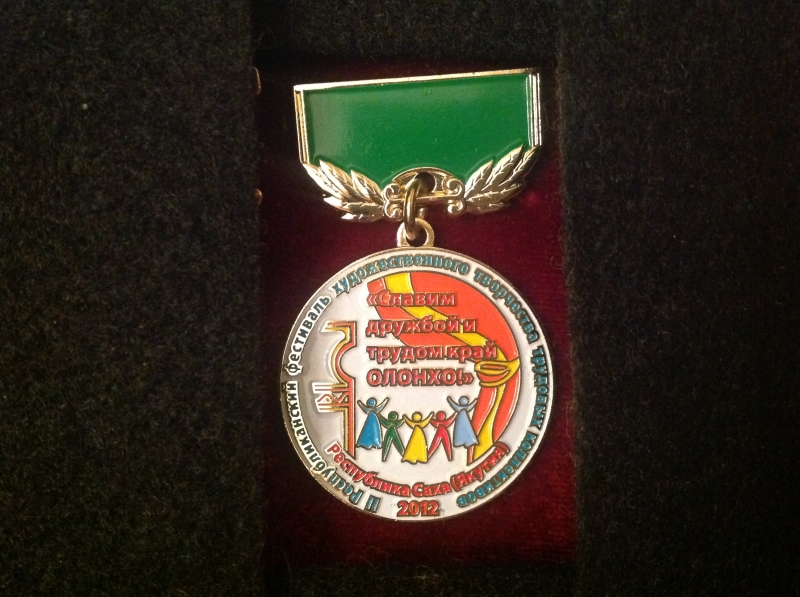 II Республиканский фестиваль художественного творчества трудовых коллективов
«Славим
дружбой и
трудом край
ОЛОНХО!»
Республика Саха (Якутия)
2012